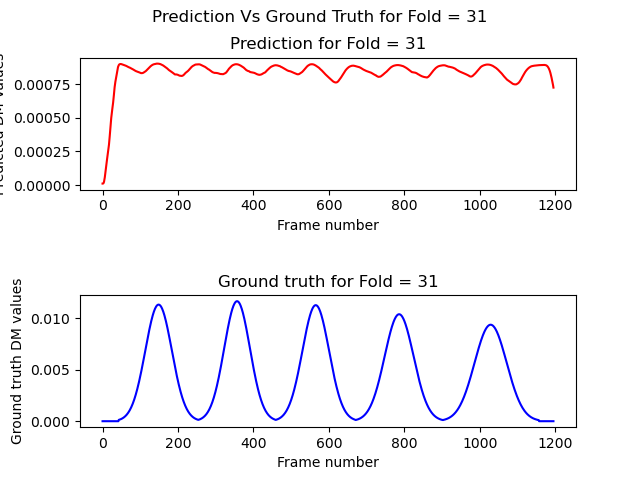 Prediction Vs Ground Truth for Fold = 31
Prediction for Fold = 31
DM values
0.00075
0.00050
0.00025
0.00000
0 200 400 600 800 1000 1200
Frame number
Ground truth for Fold = 31
Ground truth DM values
0.010
0.005
0.000
0 200 400 600 800 1000 1200
Frame number